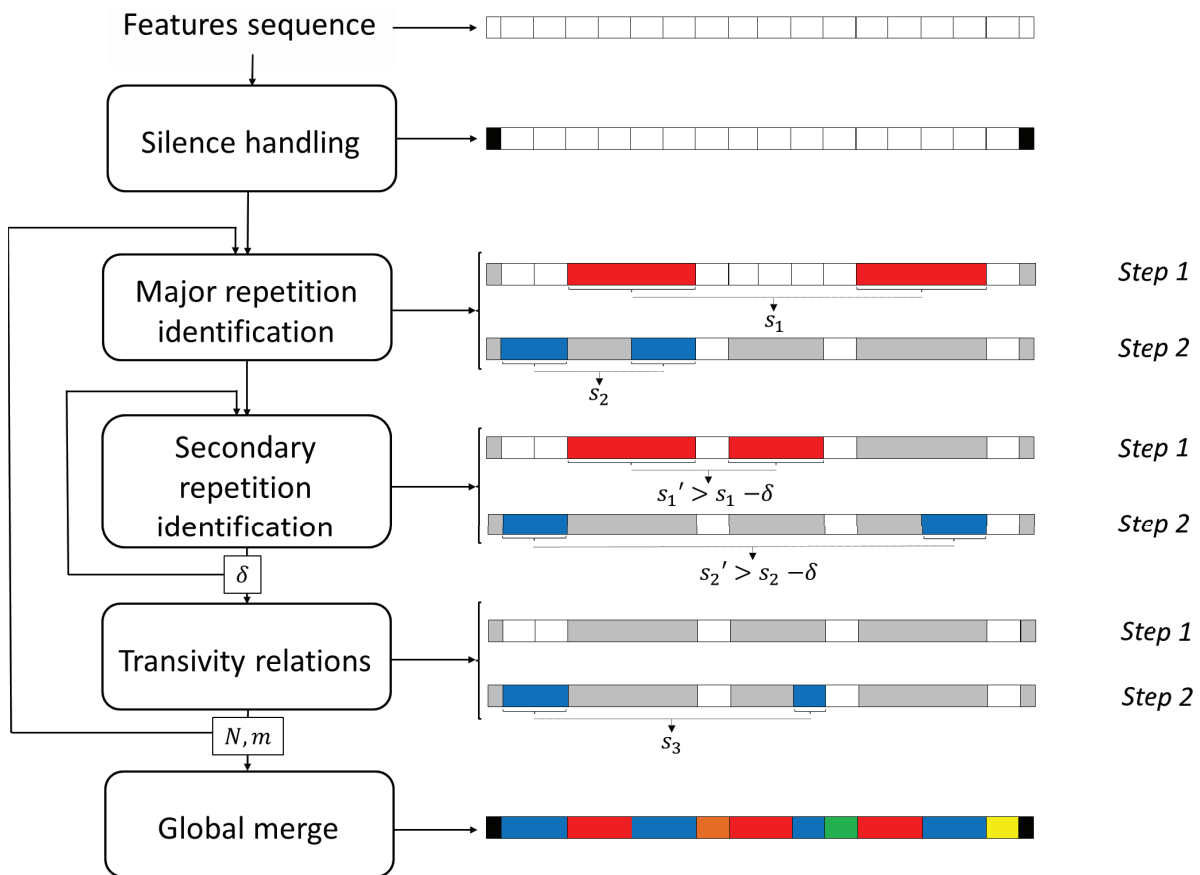 Features sequence
Silence handling
Major repetition
identification
Step 1
s₁
Step 2
s₂
Secondary
repetition
identification
Step 1
s₁′ > s₁ −δ
Step 2
s₂′ > s₂ −δ
δ
Transivity relations
Step 1
Step 2
s₃
N, m
Global merge